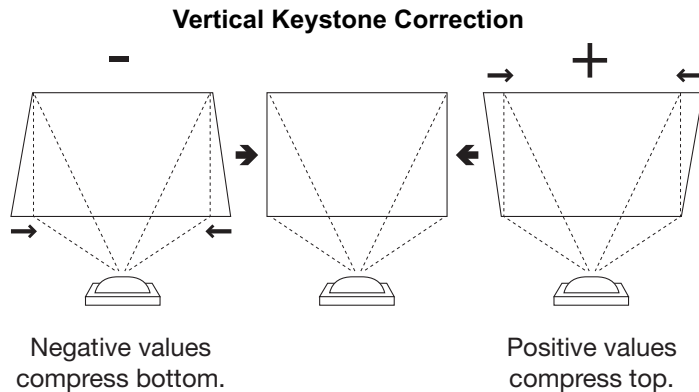 Vertical Keystone Correction
- +
Negative values
compress bottom.
Positive values
compress top.